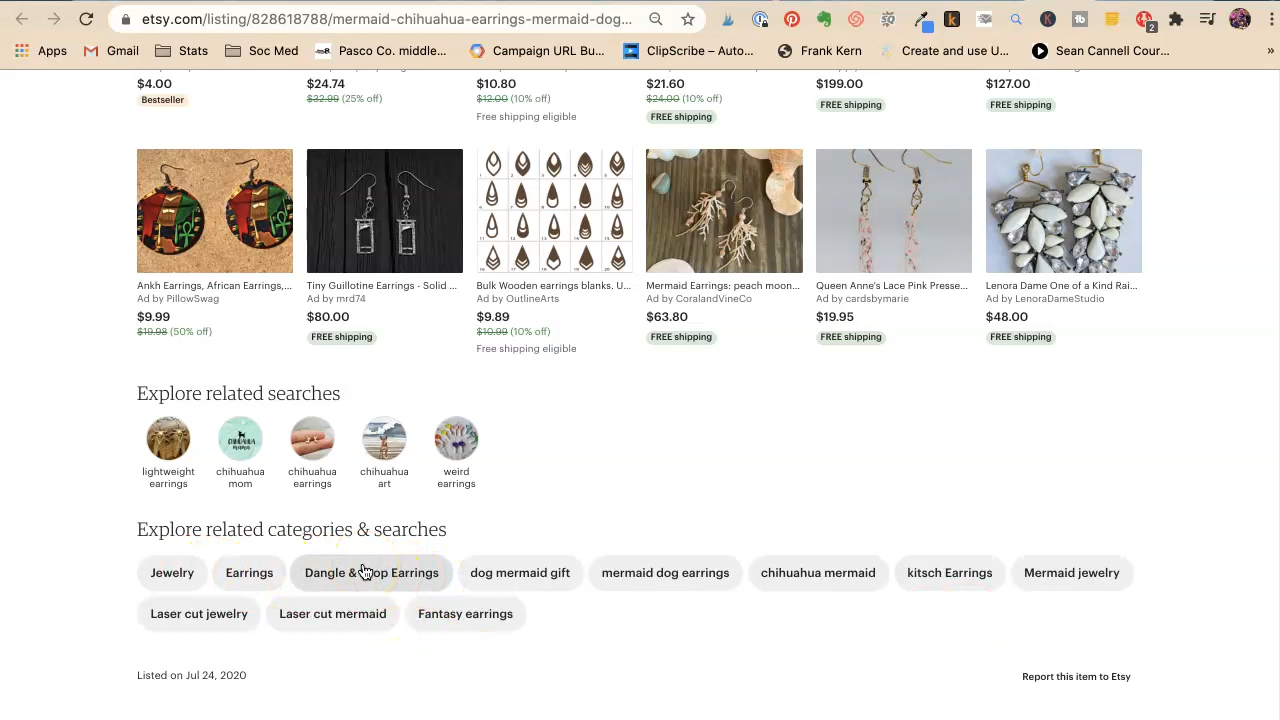 etsy.com/listing/828618788/mermaid-chihuahua-earrings-mermaid-dog...
2
Apps Gmail Stats Soc Med Pasco Co. middle... Campaign URL Bu... ClipScribe – Auto... Frank Kern Create and use U... Sean Cannell Cour... »
$4.00 $24.74 $10.80 $21.60 $199.00 $127.00
Bestseller $32.99 (25% off) $12.00 (10% off) $24.00 (10% off) FREE shipping FREE shipping
Free shipping eligible FREE shipping
Ankh Earrings, African Earrings,... Tiny Guillotine Earrings - Solid ... Bulk Wooden earrings blanks. U... Mermaid Earrings: peach moon... Queen Anne's Lace Pink Presse... Lenora Dame One of a Kind Rai...
Ad by PillowSwag Ad by mrd74 Ad by OutlineArts Ad by CoralandVineCo Ad by cardsbymarie Ad by LenoraDameStudio
$9.99 $80.00 $9.89 $63.80 $19.95 $48.00
$19.98 (50% off) FREE shipping $10.99 (10% off) FREE shipping FREE shipping FREE shipping
Free shipping eligible
Explore related searches
lightweight earrings chihuahua mom chihuahua earrings chihuahua art weird earrings
Explore related categories & searches
Jewelry Earrings Dangle & Drop Earrings dog mermaid gift mermaid dog earrings chihuahua mermaid kitsch Earrings Mermaid jewelry
Laser cut jewelry Laser cut mermaid Fantasy earrings
Listed on Jul 24, 2020 Report this item to Etsy